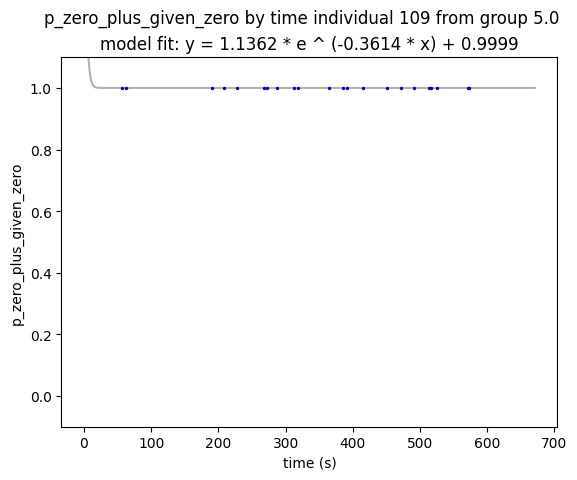 p_zero_plus_given_zero by time individual 109 from group 5.0
model fit: y = 1.1362 * e ^ (-0.3614 * x) + 0.9999
1.0
0.8
0.6
0.4
0.2
0.0
p_zero_plus_given_zero
0 100 200 300 400 500 600 700
time (s)